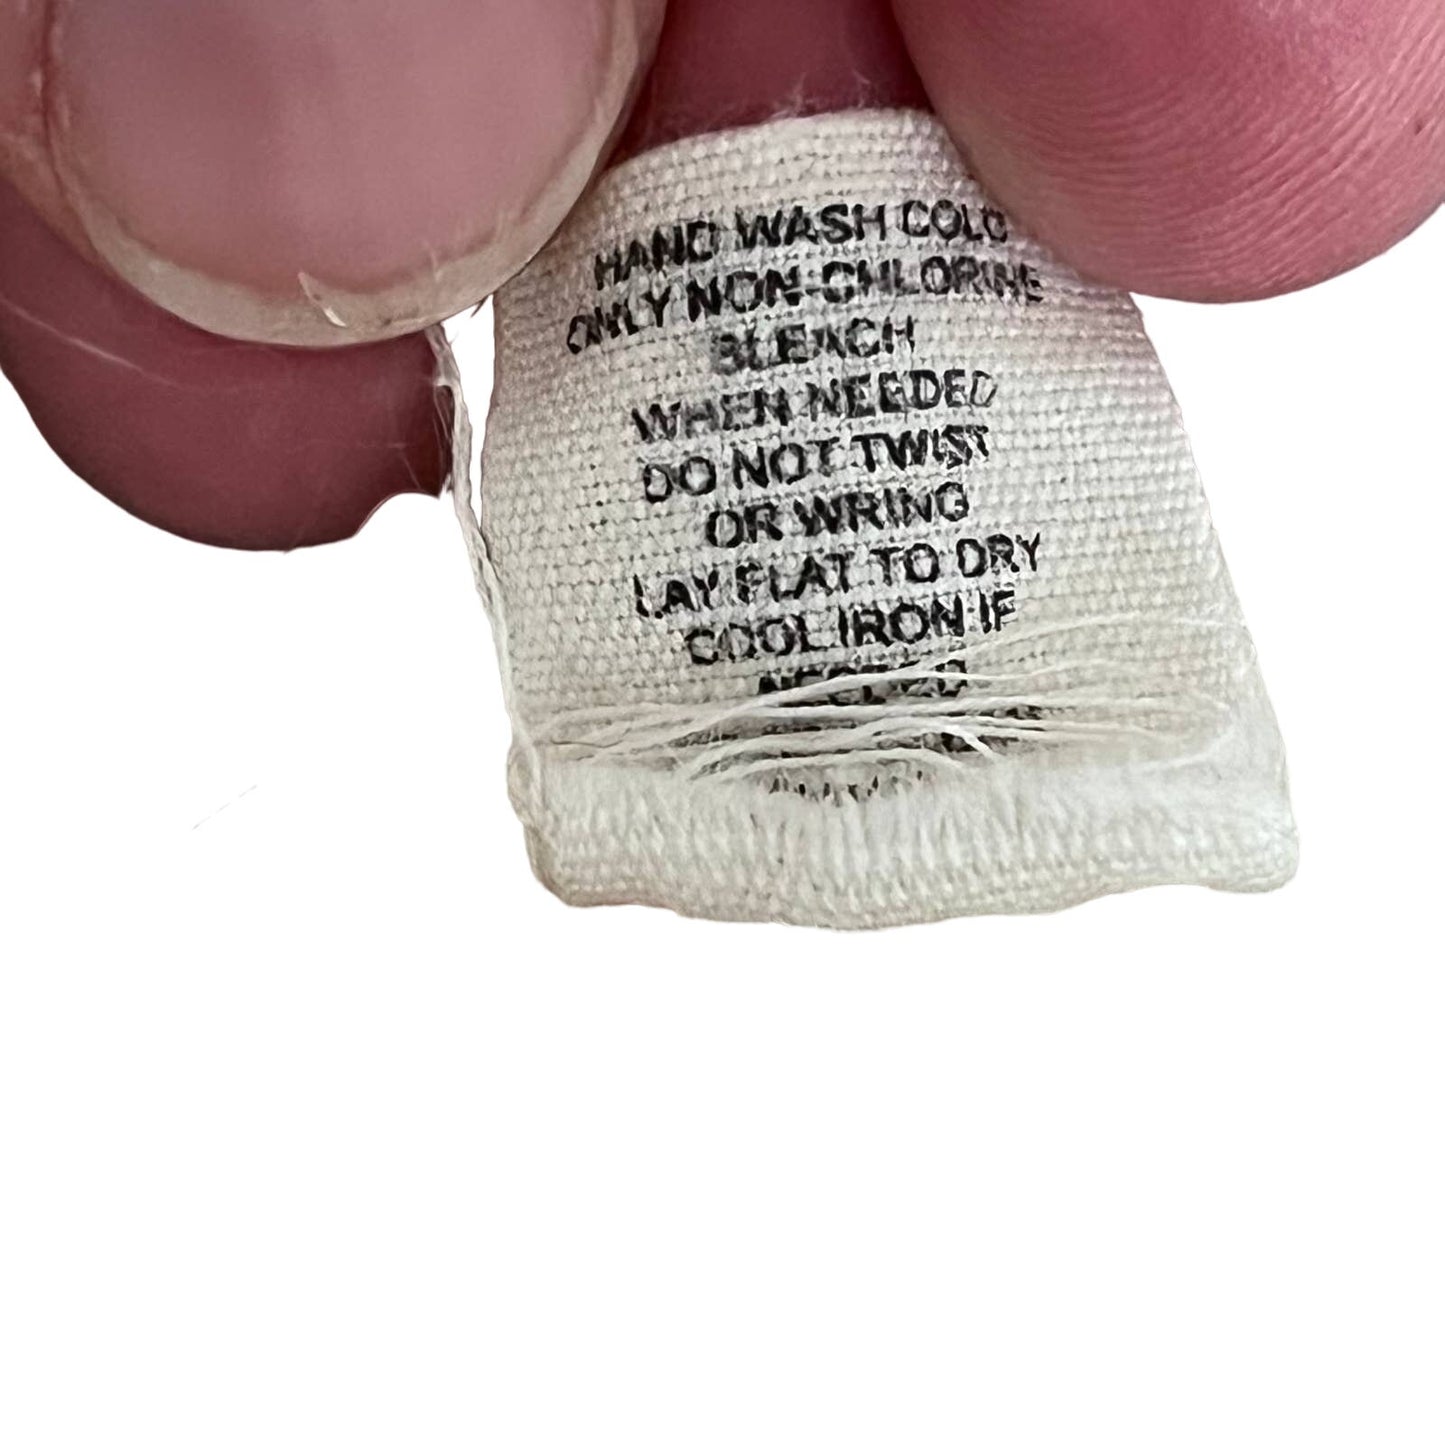 HAND WASH COLD
ONLY NON-CHLORINE
BLEACH
WHEN NEEDED
DO NOT TWIST
OR WRING
LAY FLAT TO DRY
COOL IRON IF
NEEDED